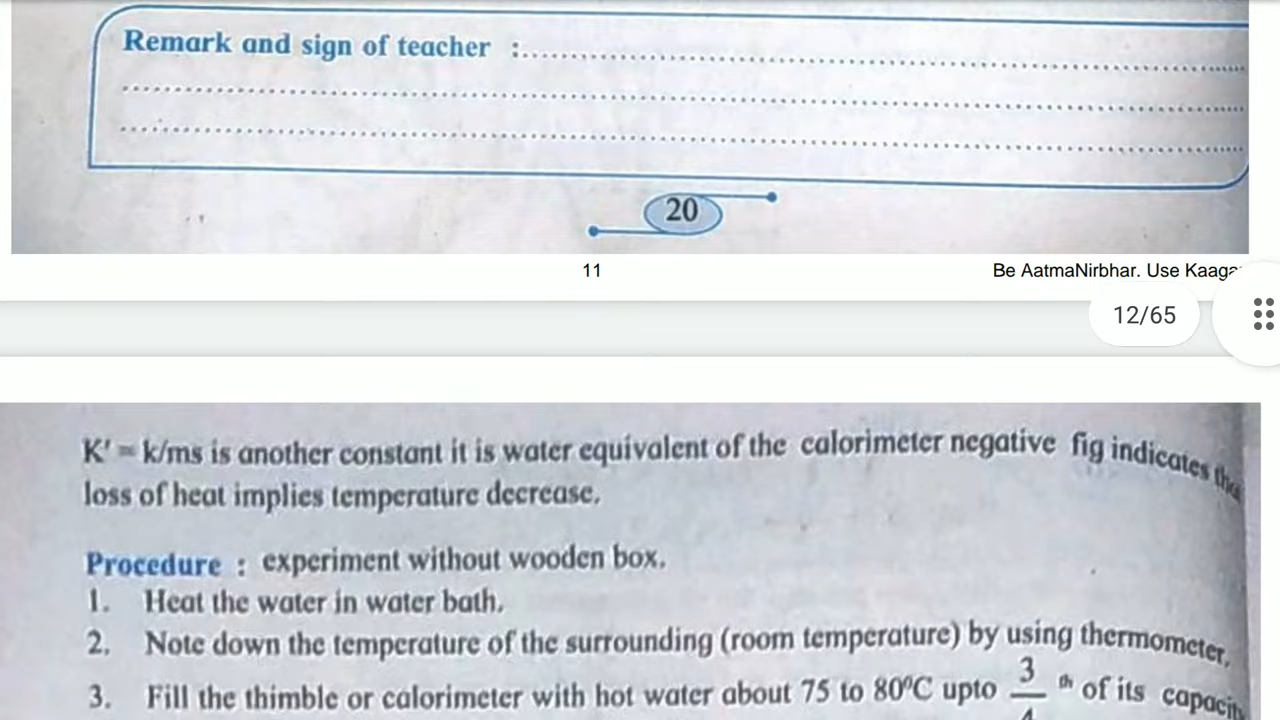 Remark and sign of teacher :
20
11
Be AatmaNirbhar. Use
12/65
K' = k/ms is another constant it is water equivalent of the calorimeter negative fig indicates
loss of heat implies temperature decrease.
Procedure : experiment without wooden box.
1. Heat the water in water bath.
2. Note down the temperature of the surrounding (room temperature) by using thermometer.
3. Fill the thimble or calorimeter with hot water about 75 to 80⁰C upto 3/4 th of its